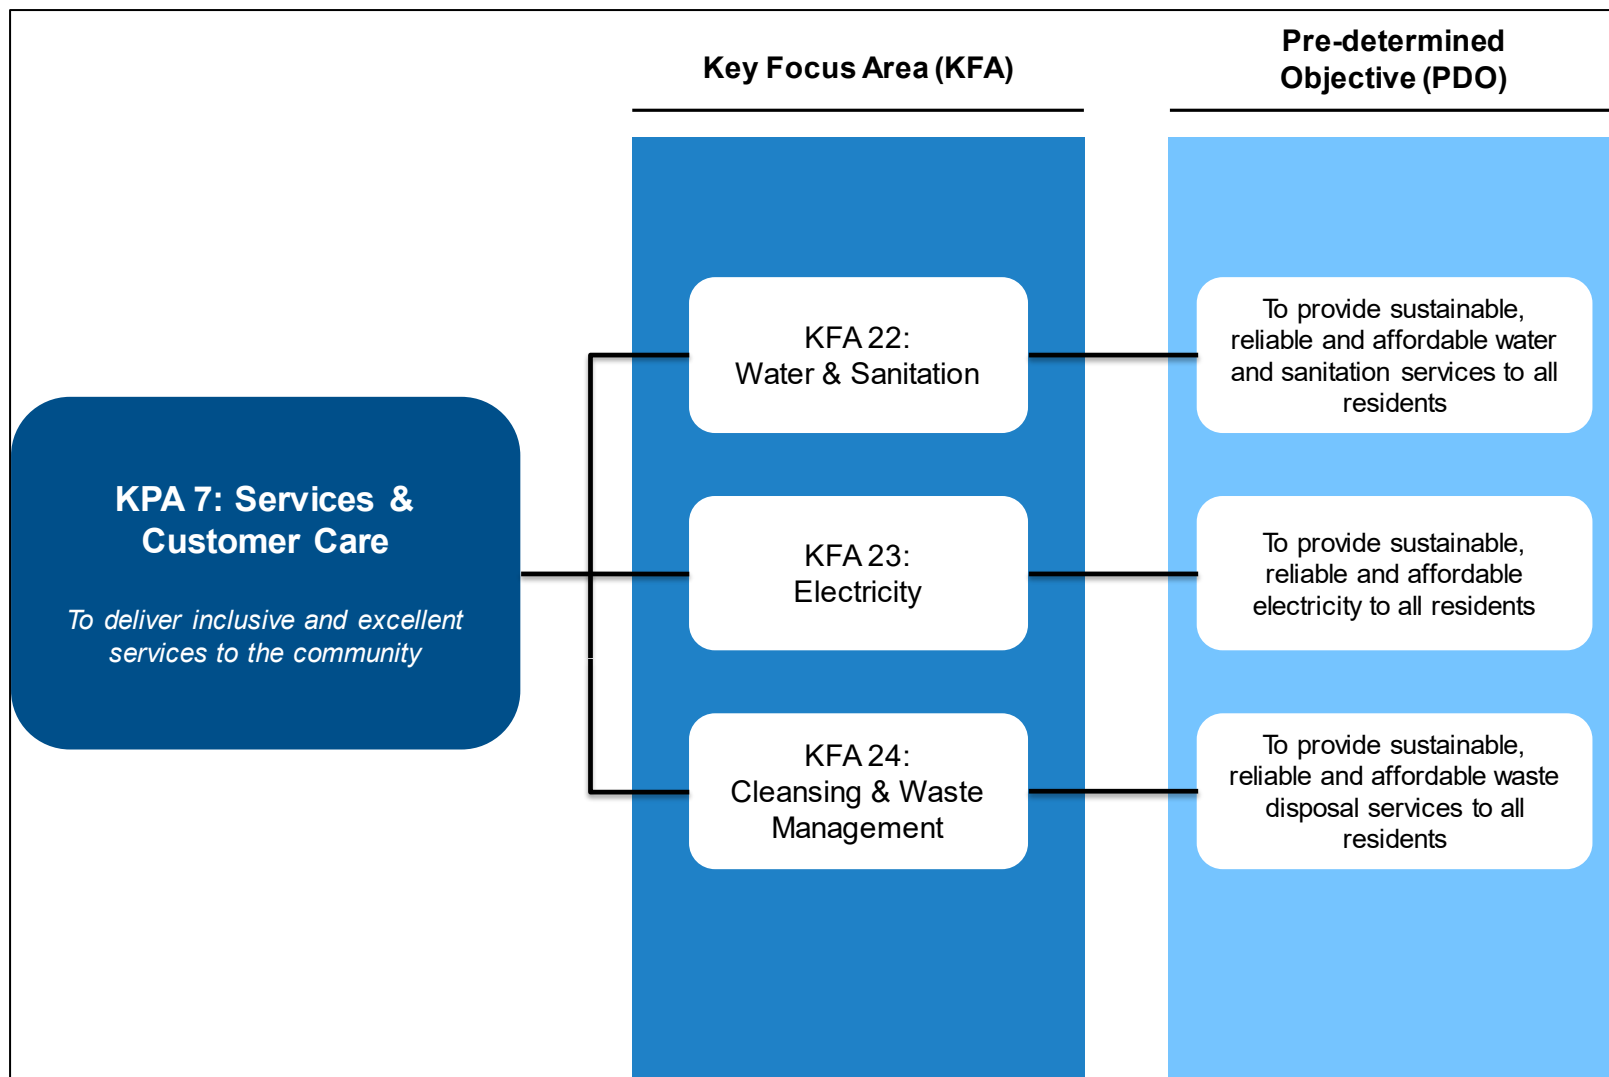 Key Focus Area (KFA)
Pre-determined
Objective (PDO)
KPA 7: Services &
Customer Care
To deliver inclusive and excellent
services to the community
KFA 22:
Water & Sanitation
To provide sustainable,
reliable and affordable water
and sanitation services to all
residents
KFA 23:
Electricity
To provide sustainable,
reliable and affordable
electricity to all residents
KFA 24:
Cleansing & Waste
Management
To provide sustainable,
reliable and affordable waste
disposal services to all
residents